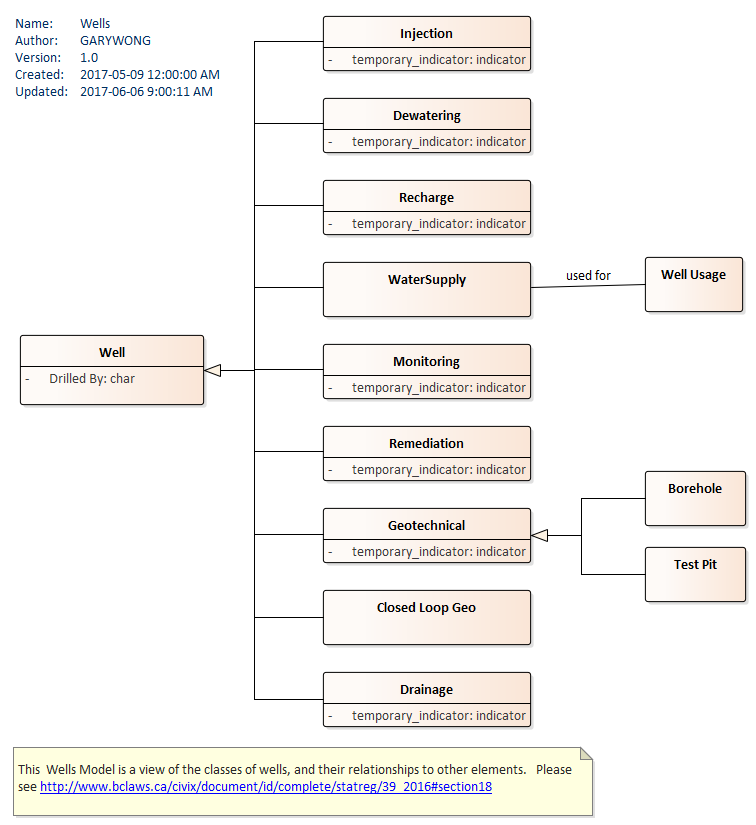 Name: Wells
Author: GARYWONG
Version: 1.0
Created: 2017-05-09 12:00:00 AM
Updated: 2017-06-06 9:00:11 AM
Injection
- temporary_indicator: indicator
Dewatering
- temporary_indicator: indicator
Recharge
- temporary_indicator: indicator
WaterSupply
used for
Well Usage
Well
- Drilled By: char
Monitoring
- temporary_indicator: indicator
Remediation
- temporary_indicator: indicator
Geotechnical
- temporary_indicator: indicator
Borehole
Test Pit
Closed Loop Geo
Drainage
- temporary_indicator: indicator
This  Wells Model is a view of the classes of wells, and their relationships to other elements.   Please
see http://www.bclaws.ca/civix/document/id/complete/statreg/39_2016#section18